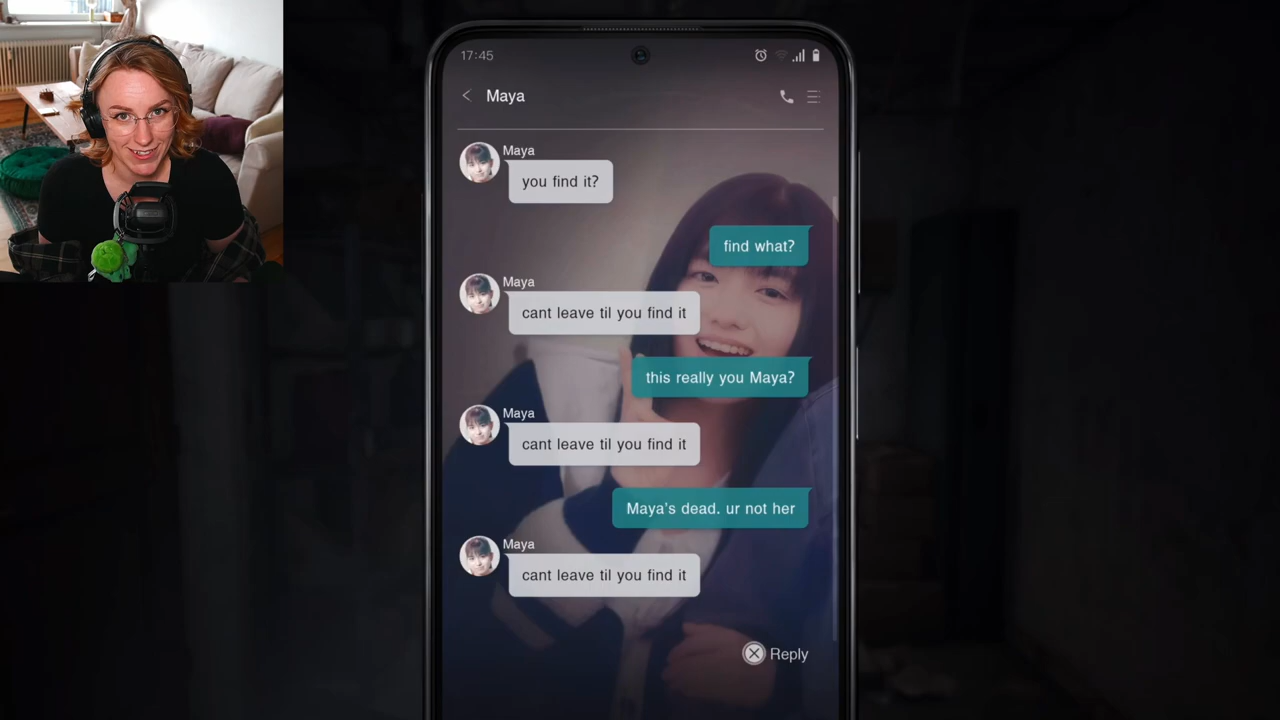 17:45
Maya
Maya
you find it?
find what?
Maya
cant leave til you find it
this really you Maya?
Maya
cant leave til you find it
Maya's dead. ur not her
Maya
cant leave til you find it
Reply